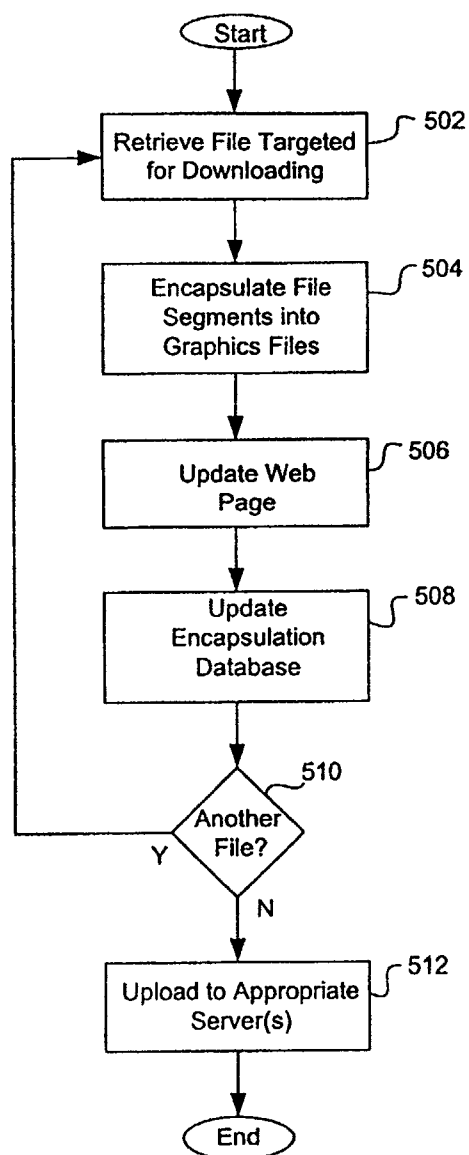 Start
502
Retrieve File Targeted
for Downloading
504
Encapsulate File
Segments into
Graphics Files
506
Update Web
Page
508
Update
Encapsulation
Database
510
Another
File?
Y
N
512
Upload to Appropriate
Server(s)
End